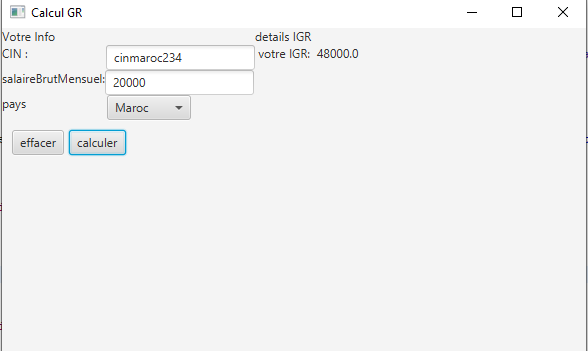 Calcul GR
Votre Info details IGR
CIN : cinmaroc234 votre IGR: 48000.0
salaireBrutMensuel: 20000
pays Maroc
effacer calculer